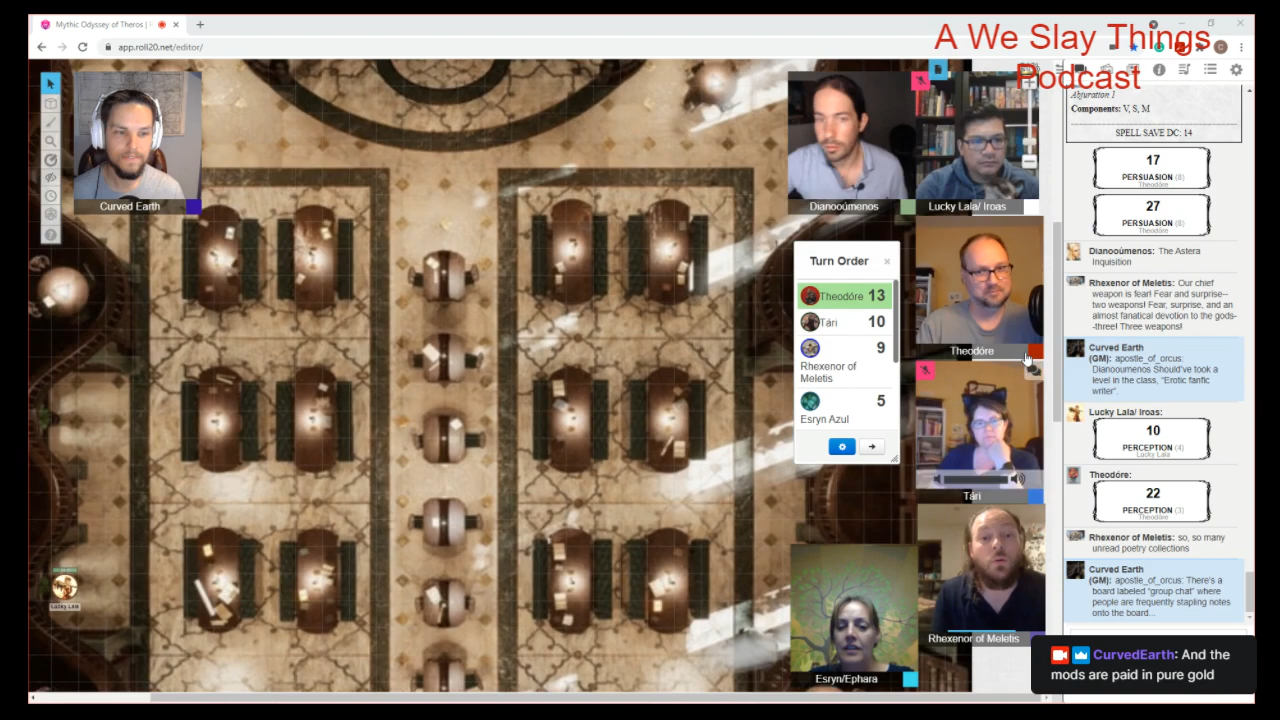 Mythic Odyssey of Theros |
app.roll20.net/editor/
A We Slay Things
Podcast
Curved Earth
Dianooúmenos
Lucky Lala/ Iroas
Theodóre
Tári
Rhexenor of Meletis
Esryn/Ephara
Lucky Lala
Turn Order
Theodóre 13
Tári 10
9
Rhexenor of
Meletis
5
Esryn Azul
Abjuration 1
Components: V, S, M
SPELL SAVE DC: 14
17
PERSUASION (8)
Theodóre
27
PERSUASION (8)
Theodóre
Dianooúmenos: The Astera
Inquisition
Rhexenor of Meletis: Our chief
weapon is fear! Fear and surprise--
two weapons! Fear, surprise, and an
almost fanatical devotion to the gods-
-three! Three weapons!
Curved Earth
(GM): apostle_of_orcus:
Dianooumenos Should've took a
level in the class, "Erotic fanfic
writer".
Lucky Lala/ Iroas:
10
PERCEPTION (4)
Lucky Lala
Theodóre:
22
PERCEPTION (3)
Theodóre
Rhexenor of Meletis: so, so many
unread poetry collections
Curved Earth
(GM): apostle_of_orcus: There's a
board labeled "group chat" where
people are frequently stapling notes
onto the board...
CurvedEarth: And the
mods are paid in pure gold